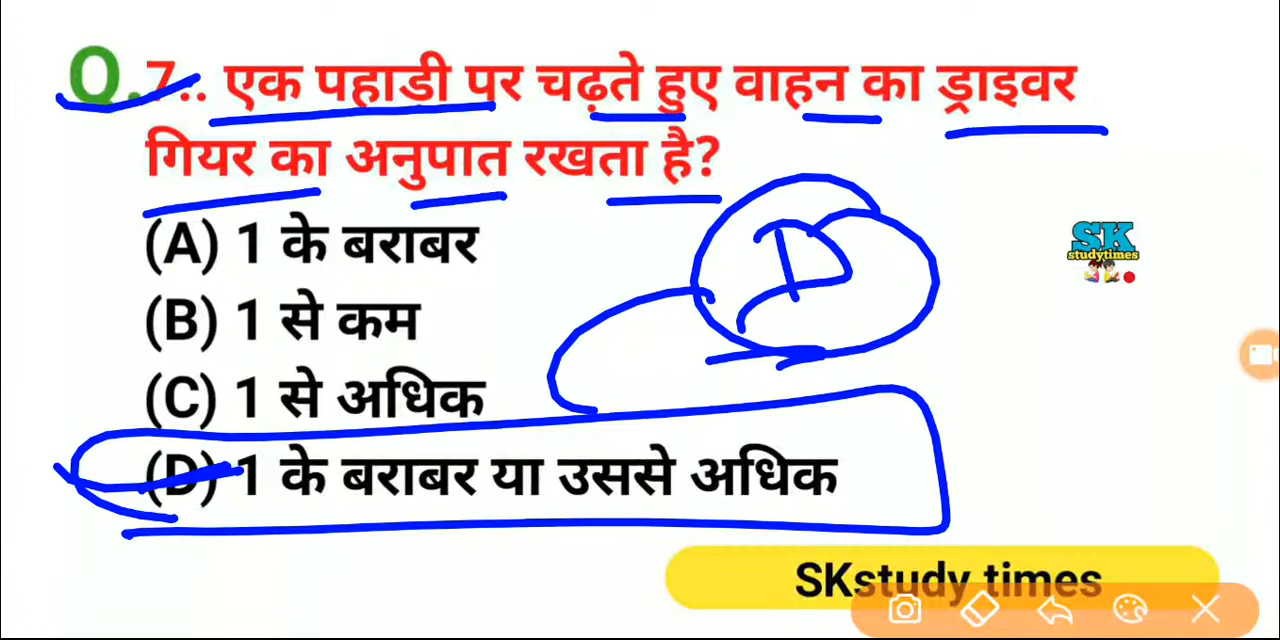 Q.7.. एक पहाड़ी पर चढ़ते हुए वाहन का ड्राइवर
गियर का अनुपात रखता है?
(A) 1 के बराबर
(B) 1 से कम
(C) 1 से अधिक
(D) 1 के बराबर या उससे अधिक
D
SK
studytimes
SKstudy times